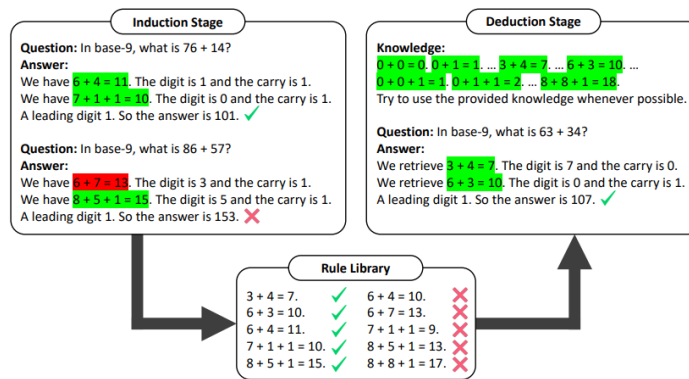 Induction Stage
Question: In base-9, what is 76 + 14?
Answer:
We have 6 + 4 = 11. The digit is 1 and the carry is 1.
We have 7 + 1 + 1 = 10. The digit is 0 and the carry is 1.
A leading digit 1. So the answer is 101. ✓
Question: In base-9, what is 86 + 57?
Answer:
We have 6 + 7 = 13. The digit is 3 and the carry is 1.
We have 8 + 5 + 1 = 15. The digit is 5 and the carry is 1.
A leading digit 1. So the answer is 153. ✗
Deduction Stage
Knowledge:
0 + 0 = 0. 0 + 1 = 1. ... 3 + 4 = 7. ... 6 + 3 = 10. ...
0 + 0 + 1 = 1. 0 + 1 + 1 = 2. ... 8 + 8 + 1 = 18.
Try to use the provided knowledge whenever possible.
Question: In base-9, what is 63 + 34?
Answer:
We retrieve 3 + 4 = 7. The digit is 7 and the carry is 0.
We retrieve 6 + 3 = 10. The digit is 0 and the carry is 1.
A leading digit 1. So the answer is 107. ✓
Rule Library
3 + 4 = 7. ✓ 6 + 4 = 10. ✗
6 + 3 = 10. ✓ 6 + 7 = 13. ✗
6 + 4 = 11. ✓ 7 + 1 + 1 = 9. ✗
7 + 1 + 1 = 10. ✓ 8 + 5 + 1 = 13. ✗
8 + 5 + 1 = 15. ✓ 8 + 8 + 1 = 17. ✗